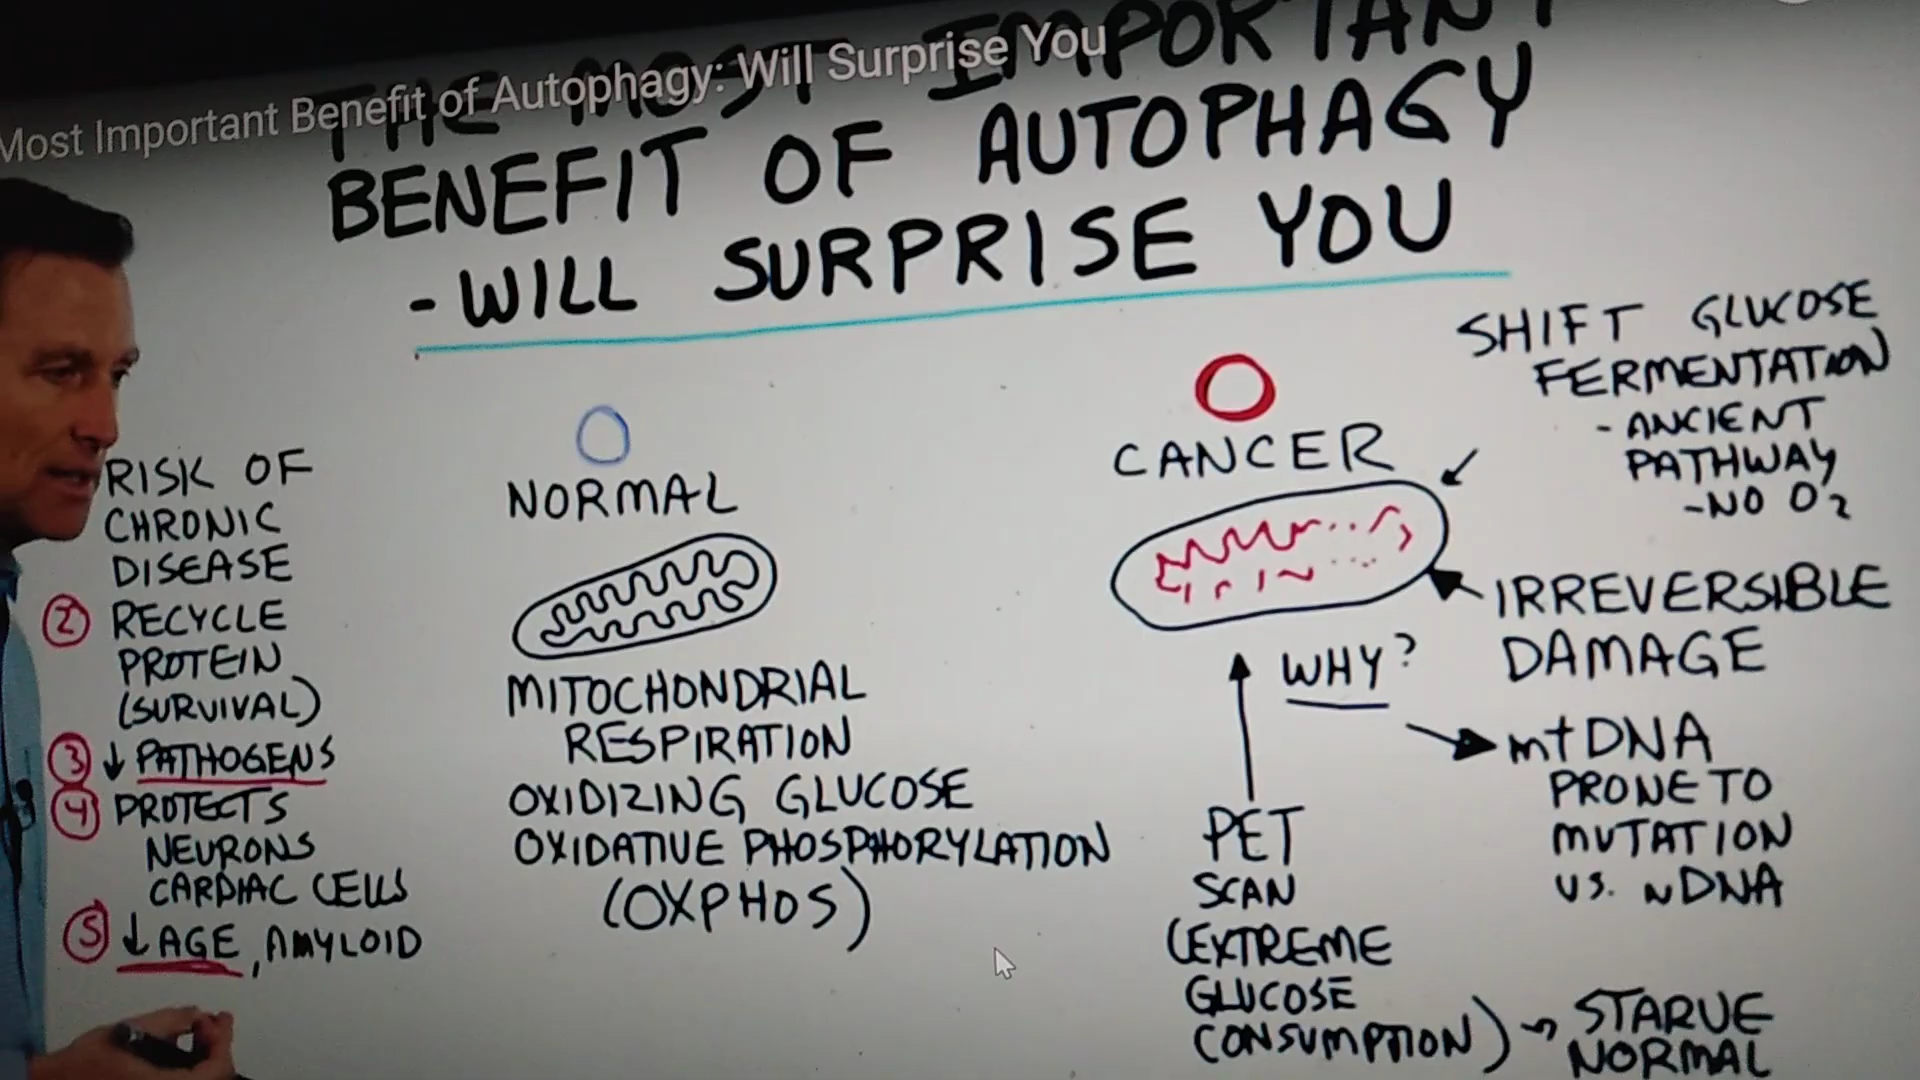 Most Important Benefit of Autophagy: Will Surprise You
THE MOST IMPORTANT
BENEFIT OF AUTOPHAGY
- WILL SURPRISE YOU
RISK OF
CHRONIC
DISEASE
2 RECYCLE
PROTEIN
(SURVIVAL)
3 ↓ PATHOGENS
4 PROTECTS
NEURONS
CARDIAC CELLS
5 ↓ AGE, AMYLOID
NORMAL
MITOCHONDRIAL
RESPIRATION
OXIDIZING GLUCOSE
OXIDATIVE PHOSPHORYLATION
(OXPHOS)
CANCER
WHY?
PET
SCAN
(EXTREME
GLUCOSE
CONSUMPTION) → STARVE
NORMAL
SHIFT GLUCOSE
FERMENTATION
- ANCIENT
PATHWAY
- NO O2
IRREVERSIBLE
DAMAGE
mtDNA
PRONE TO
MUTATION
VS. nDNA